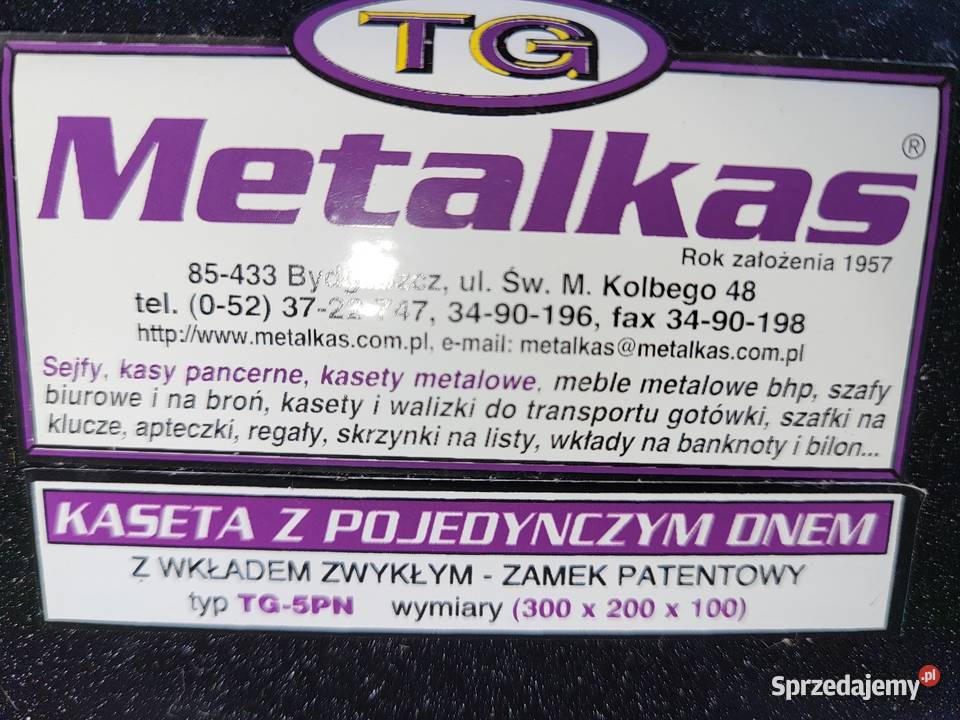 TG
Metalkas®
Rok założenia 1957
85-433 Bydgoszcz, ul. Św. M. Kolbego 48
tel. (0-52) 37-22-747, 34-90-196, fax 34-90-198
http://www.metalkas.com.pl, e-mail: metalkas@metalkas.com.pl
Sejfy, kasy pancerne, kasety metalowe, meble metalowe bhp, szafy
biurowe i na broń, kasety i walizki do transportu gotówki, szafki na
klucze, apteczki, regały, skrzynki na listy, wkłady na banknoty i bilon...
KASETA Z POJEDYNCZYM DNEM
Z WKŁADEM ZWYKŁYM - ZAMEK PATENTOWY
typ TG-5PN wymiary (300 x 200 x 100)
Sprzedajemy.pl